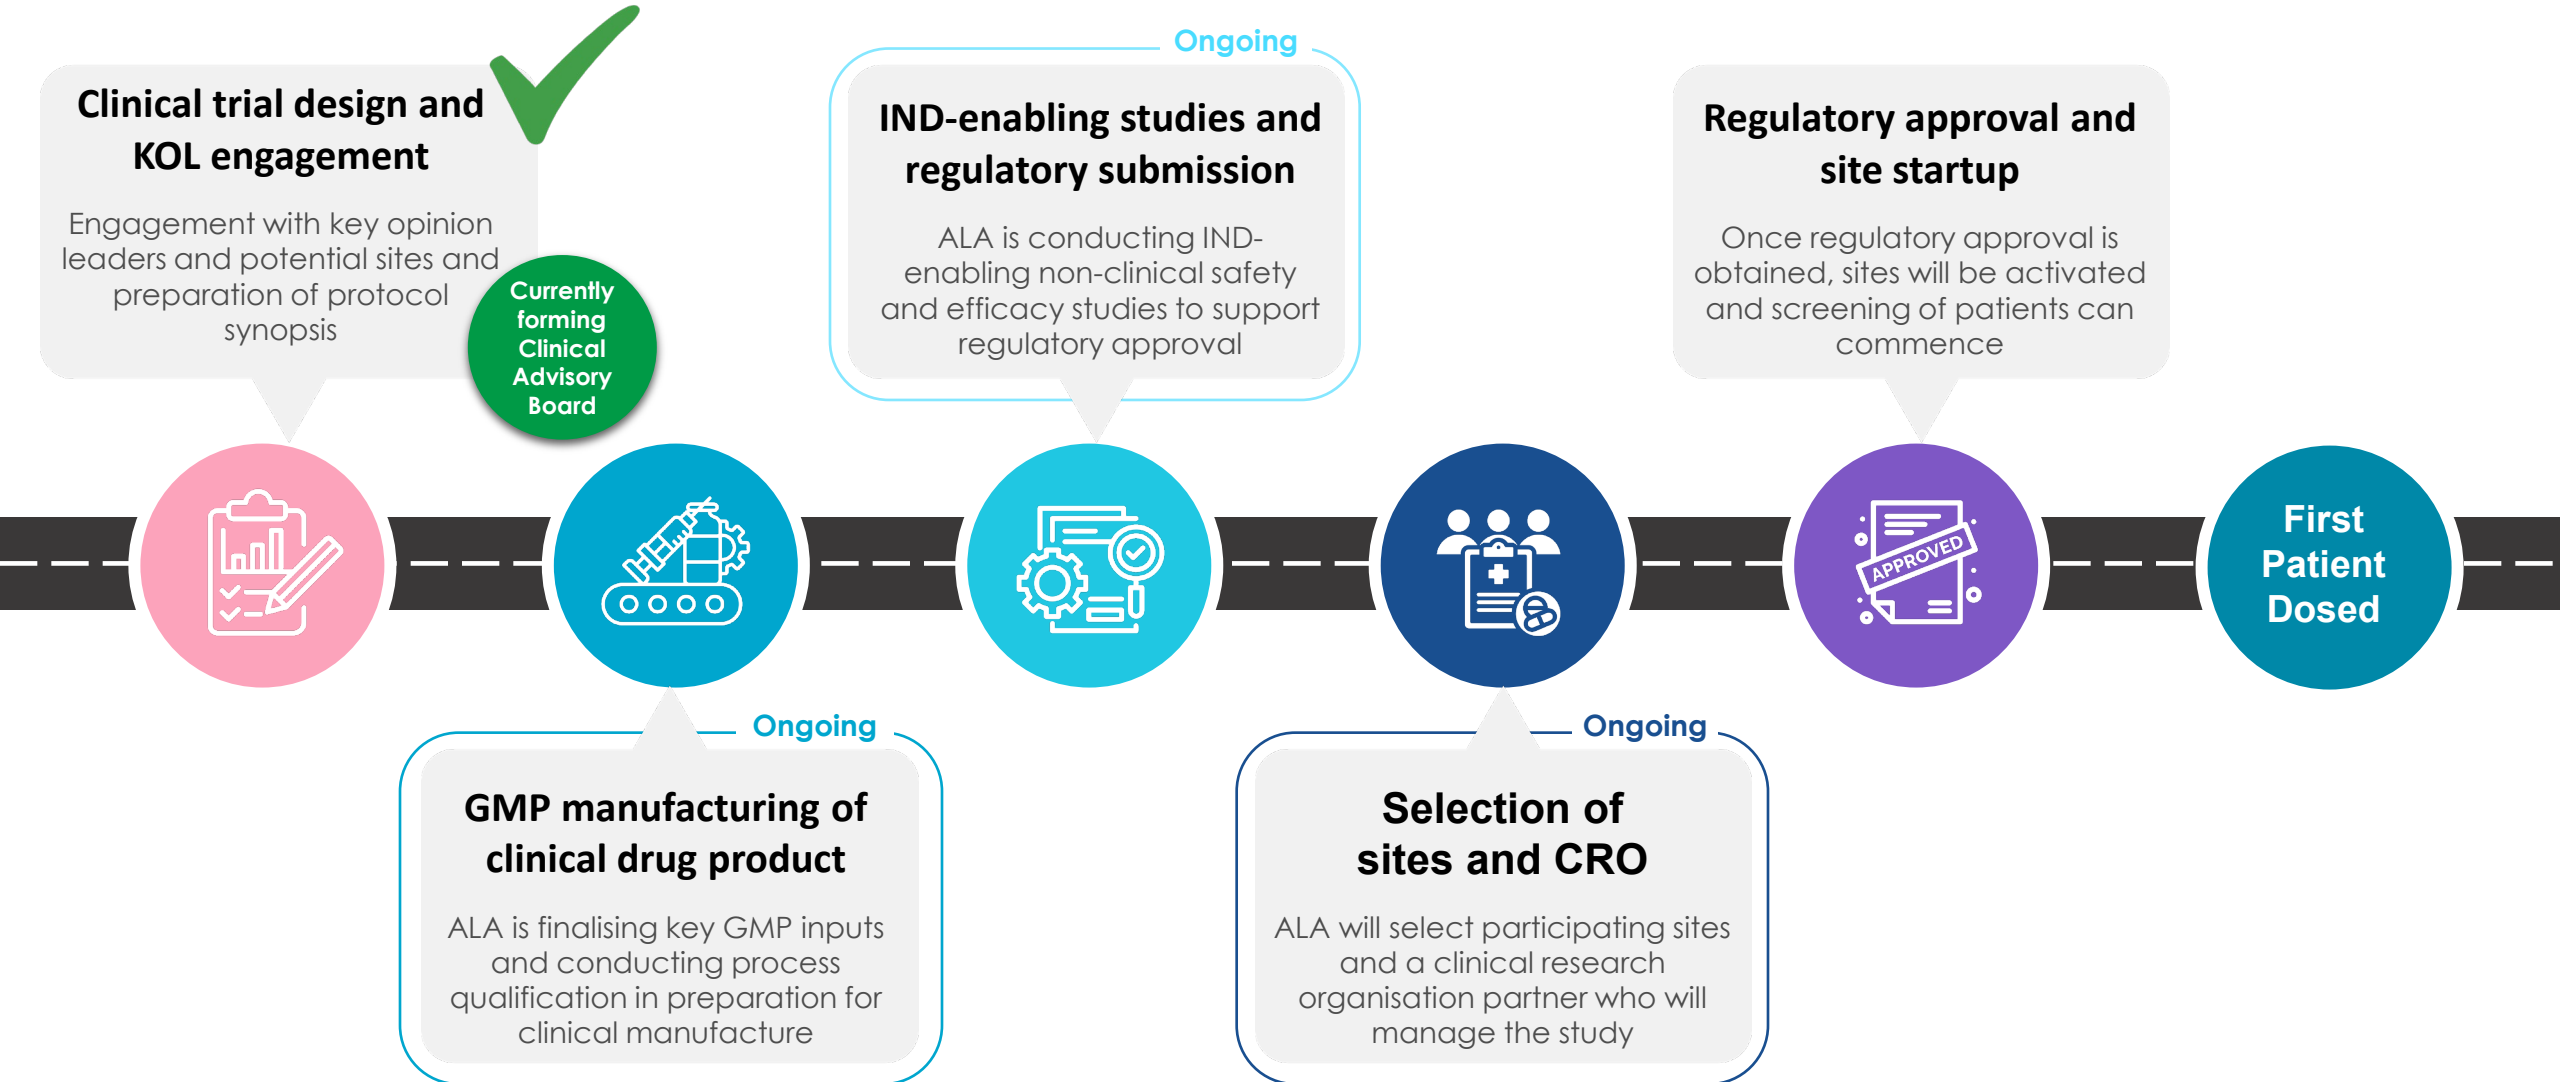 Clinical trial design and
KOL engagement
Engagement with key opinion
leaders and potential sites and
preparation of protocol
synopsis
Currently
forming
Clinical
Advisory
Board
Ongoing
GMP manufacturing of
clinical drug product
ALA is finalising key GMP inputs
and conducting process
qualification in preparation for
clinical manufacture
Ongoing
IND-enabling studies and
regulatory submission
ALA is conducting IND-
enabling non-clinical safety
and efficacy studies to support
regulatory approval
Ongoing
Selection of
sites and CRO
ALA will select participating sites
and a clinical research
organisation partner who will
manage the study
Regulatory approval and
site startup
Once regulatory approval is
obtained, sites will be activated
and screening of patients can
commence
APPROVED
First
Patient
Dosed